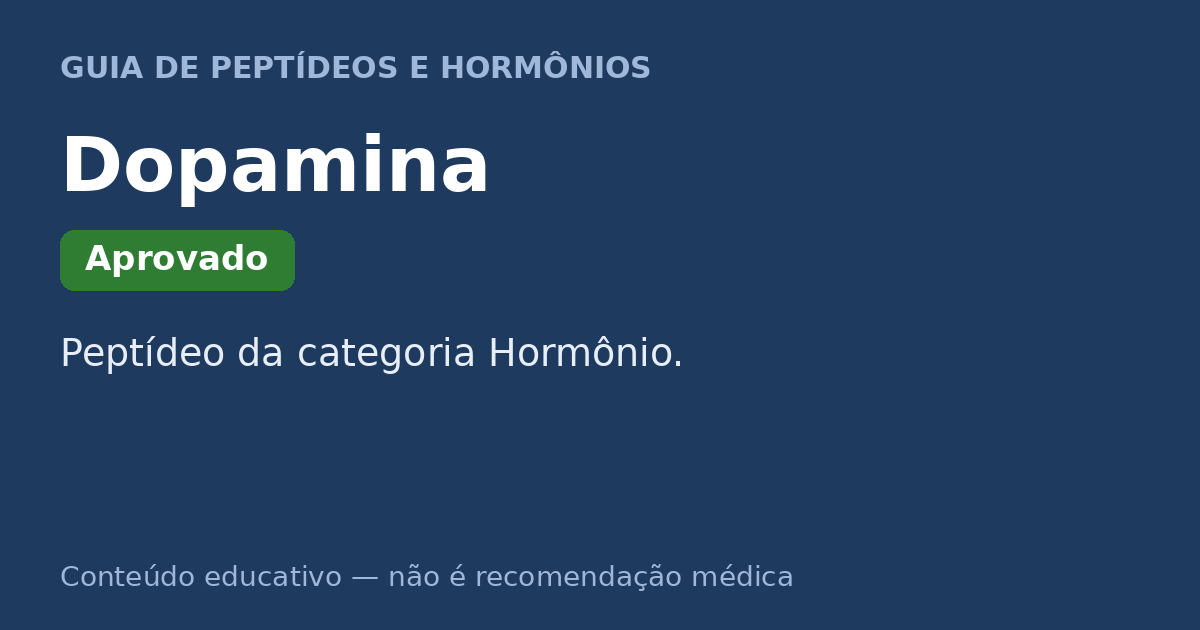 GUIA DE PEPTÍDEOS E HORMÔNIOS
Dopamina
Aprovado
Peptídeo da categoria Hormônio.
Conteúdo educativo — não é recomendação médica